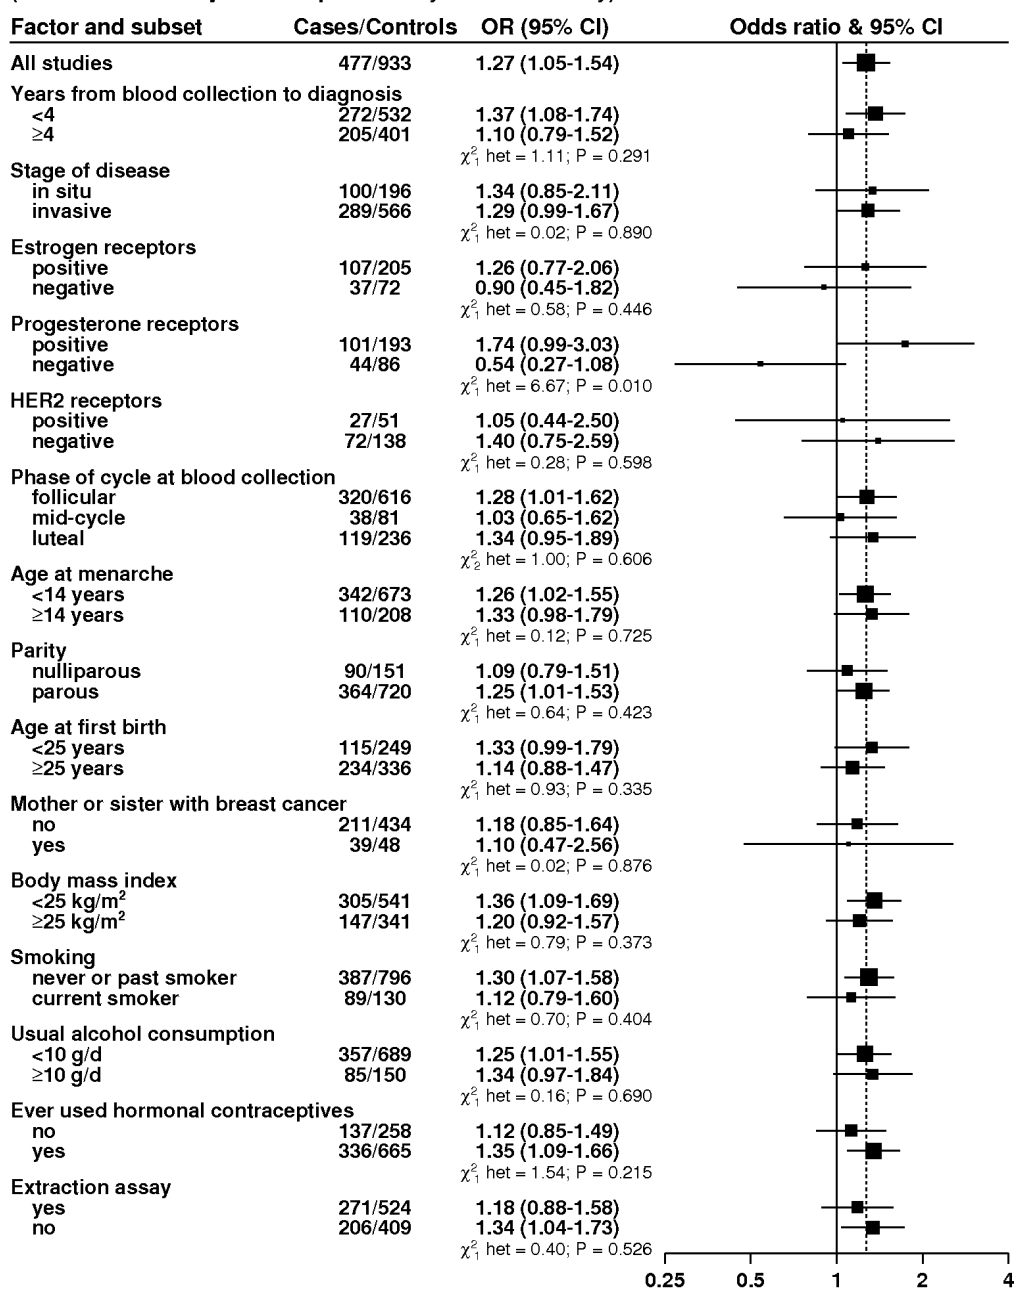 Factor and subset Cases/Controls OR (95% CI) Odds ratio & 95% CI
All studies 477/933 1.27 (1.05-1.54)
Years from blood collection to diagnosis
<4 272/532 1.37 (1.08-1.74)
≥4 205/401 1.10 (0.79-1.52)
χ²₁ het = 1.11; P = 0.291
Stage of disease
in situ 100/196 1.34 (0.85-2.11)
invasive 289/566 1.29 (0.99-1.67)
χ²₁ het = 0.02; P = 0.890
Estrogen receptors
positive 107/205 1.26 (0.77-2.06)
negative 37/72 0.90 (0.45-1.82)
χ²₁ het = 0.58; P = 0.446
Progesterone receptors
positive 101/193 1.74 (0.99-3.03)
negative 44/86 0.54 (0.27-1.08)
χ²₁ het = 6.67; P = 0.010
HER2 receptors
positive 27/51 1.05 (0.44-2.50)
negative 72/138 1.40 (0.75-2.59)
χ²₁ het = 0.28; P = 0.598
Phase of cycle at blood collection
follicular 320/616 1.28 (1.01-1.62)
mid-cycle 38/81 1.03 (0.65-1.62)
luteal 119/236 1.34 (0.95-1.89)
χ²₂ het = 1.00; P = 0.606
Age at menarche
<14 years 342/673 1.26 (1.02-1.55)
≥14 years 110/208 1.33 (0.98-1.79)
χ²₁ het = 0.12; P = 0.725
Parity
nulliparous 90/151 1.09 (0.79-1.51)
parous 364/720 1.25 (1.01-1.53)
χ²₁ het = 0.64; P = 0.423
Age at first birth
<25 years 115/249 1.33 (0.99-1.79)
≥25 years 234/336 1.14 (0.88-1.47)
χ²₁ het = 0.93; P = 0.335
Mother or sister with breast cancer
no 211/434 1.18 (0.85-1.64)
yes 39/48 1.10 (0.47-2.56)
χ²₁ het = 0.02; P = 0.876
Body mass index
<25 kg/m² 305/541 1.36 (1.09-1.69)
≥25 kg/m² 147/341 1.20 (0.92-1.57)
χ²₁ het = 0.79; P = 0.373
Smoking
never or past smoker 387/796 1.30 (1.07-1.58)
current smoker 89/130 1.12 (0.79-1.60)
χ²₁ het = 0.70; P = 0.404
Usual alcohol consumption
<10 g/d 357/689 1.25 (1.01-1.55)
≥10 g/d 85/150 1.34 (0.97-1.84)
χ²₁ het = 0.16; P = 0.690
Ever used hormonal contraceptives
no 137/258 1.12 (0.85-1.49)
yes 336/665 1.35 (1.09-1.66)
χ²₁ het = 1.54; P = 0.215
Extraction assay
yes 271/524 1.18 (0.88-1.58)
no 206/409 1.34 (1.04-1.73)
χ²₁ het = 0.40; P = 0.526
0.25 0.5 1 2 4